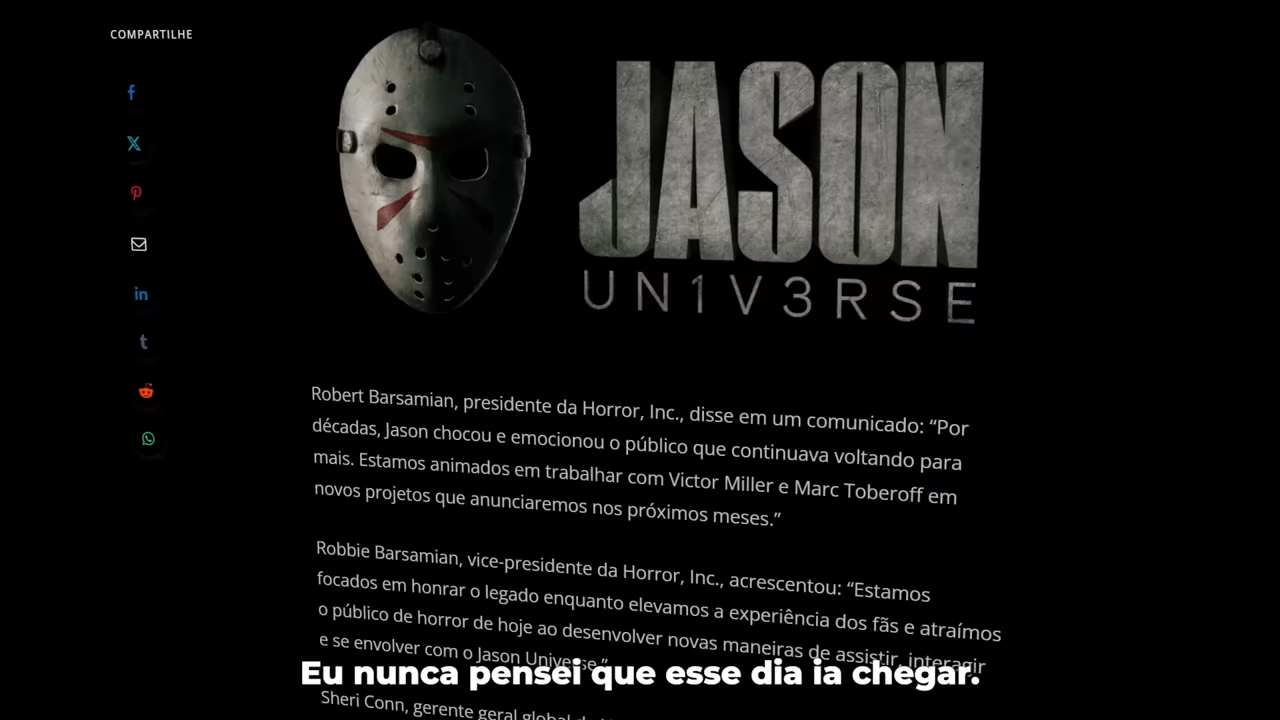 COMPARTILHE
JASON
UN1V3RSE
Robert Barsamian, presidente da Horror, Inc., disse em um comunicado: “Por
décadas, Jason chocou e emocionou o público que continuava voltando para
mais. Estamos animados em trabalhar com Victor Miller e Marc Toberoff em
novos projetos que anunciaremos nos próximos meses.”
Robbie Barsamian, vice-presidente da Horror, Inc., acrescentou: “Estamos
focados em honrar o legado enquanto elevamos a experiência dos fãs e atraímos
o público de horror de hoje ao desenvolver novas maneiras de assistir, interagir
e se envolver com o Jason Universe.”
Eu nunca pensei que esse dia ia chegar.
Sheri Conn, gerente geral global